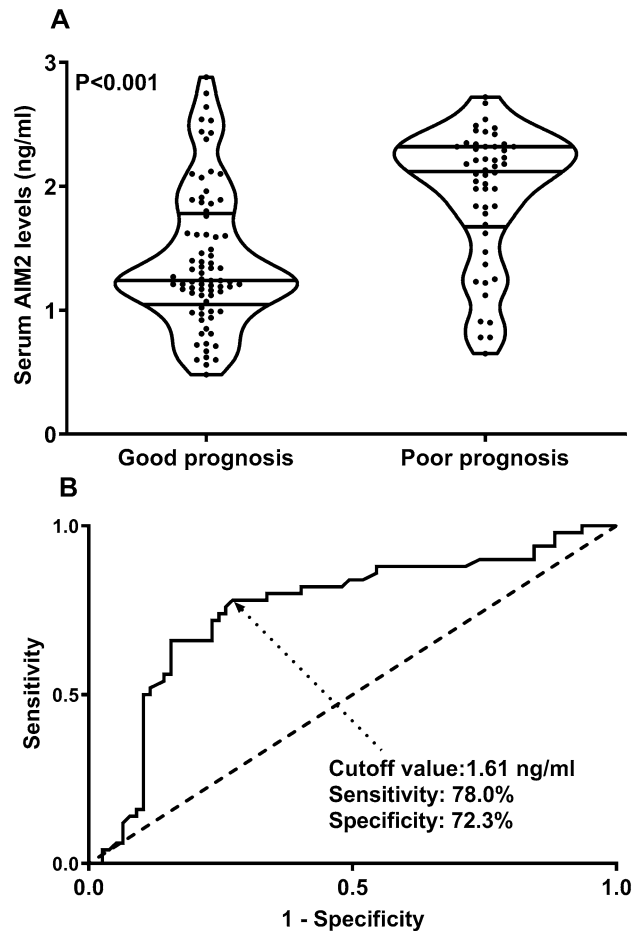 A
P<0.001
Serum AIM2 levels (ng/ml)
3
2
1
0
Good prognosis
Poor prognosis
B
Sensitivity
1.0
0.5
0.0
Cutoff value:1.61 ng/ml
Sensitivity: 78.0%
Specificity: 72.3%
0.0
0.5
1.0
1 - Specificity